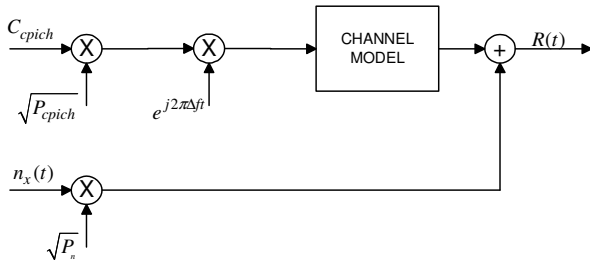 C_cpich
X
X
CHANNEL
MODEL
+
R(t)
√P_cpich
e^{j2πΔft}
n_x(t)
X
√P_n